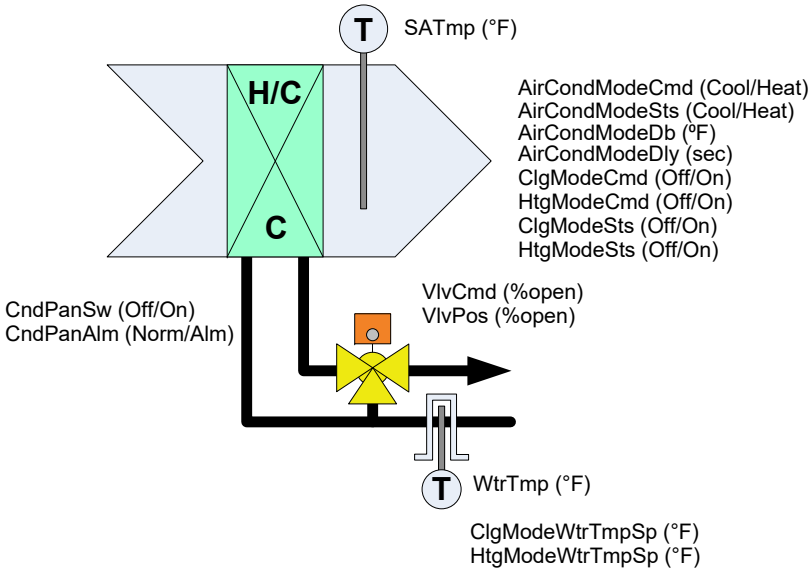 T
SATmp (°F)
H/C
C
AirCondModeCmd (Cool/Heat)
AirCondModeSts (Cool/Heat)
AirCondModeDb (ºF)
AirCondModeDly (sec)
ClgModeCmd (Off/On)
HtgModeCmd (Off/On)
ClgModeSts (Off/On)
HtgModeSts (Off/On)
CndPanSw (Off/On)
CndPanAlm (Norm/Alm)
VlvCmd (%open)
VlvPos (%open)
T
WtrTmp (°F)
ClgModeWtrTmpSp (°F)
HtgModeWtrTmpSp (°F)